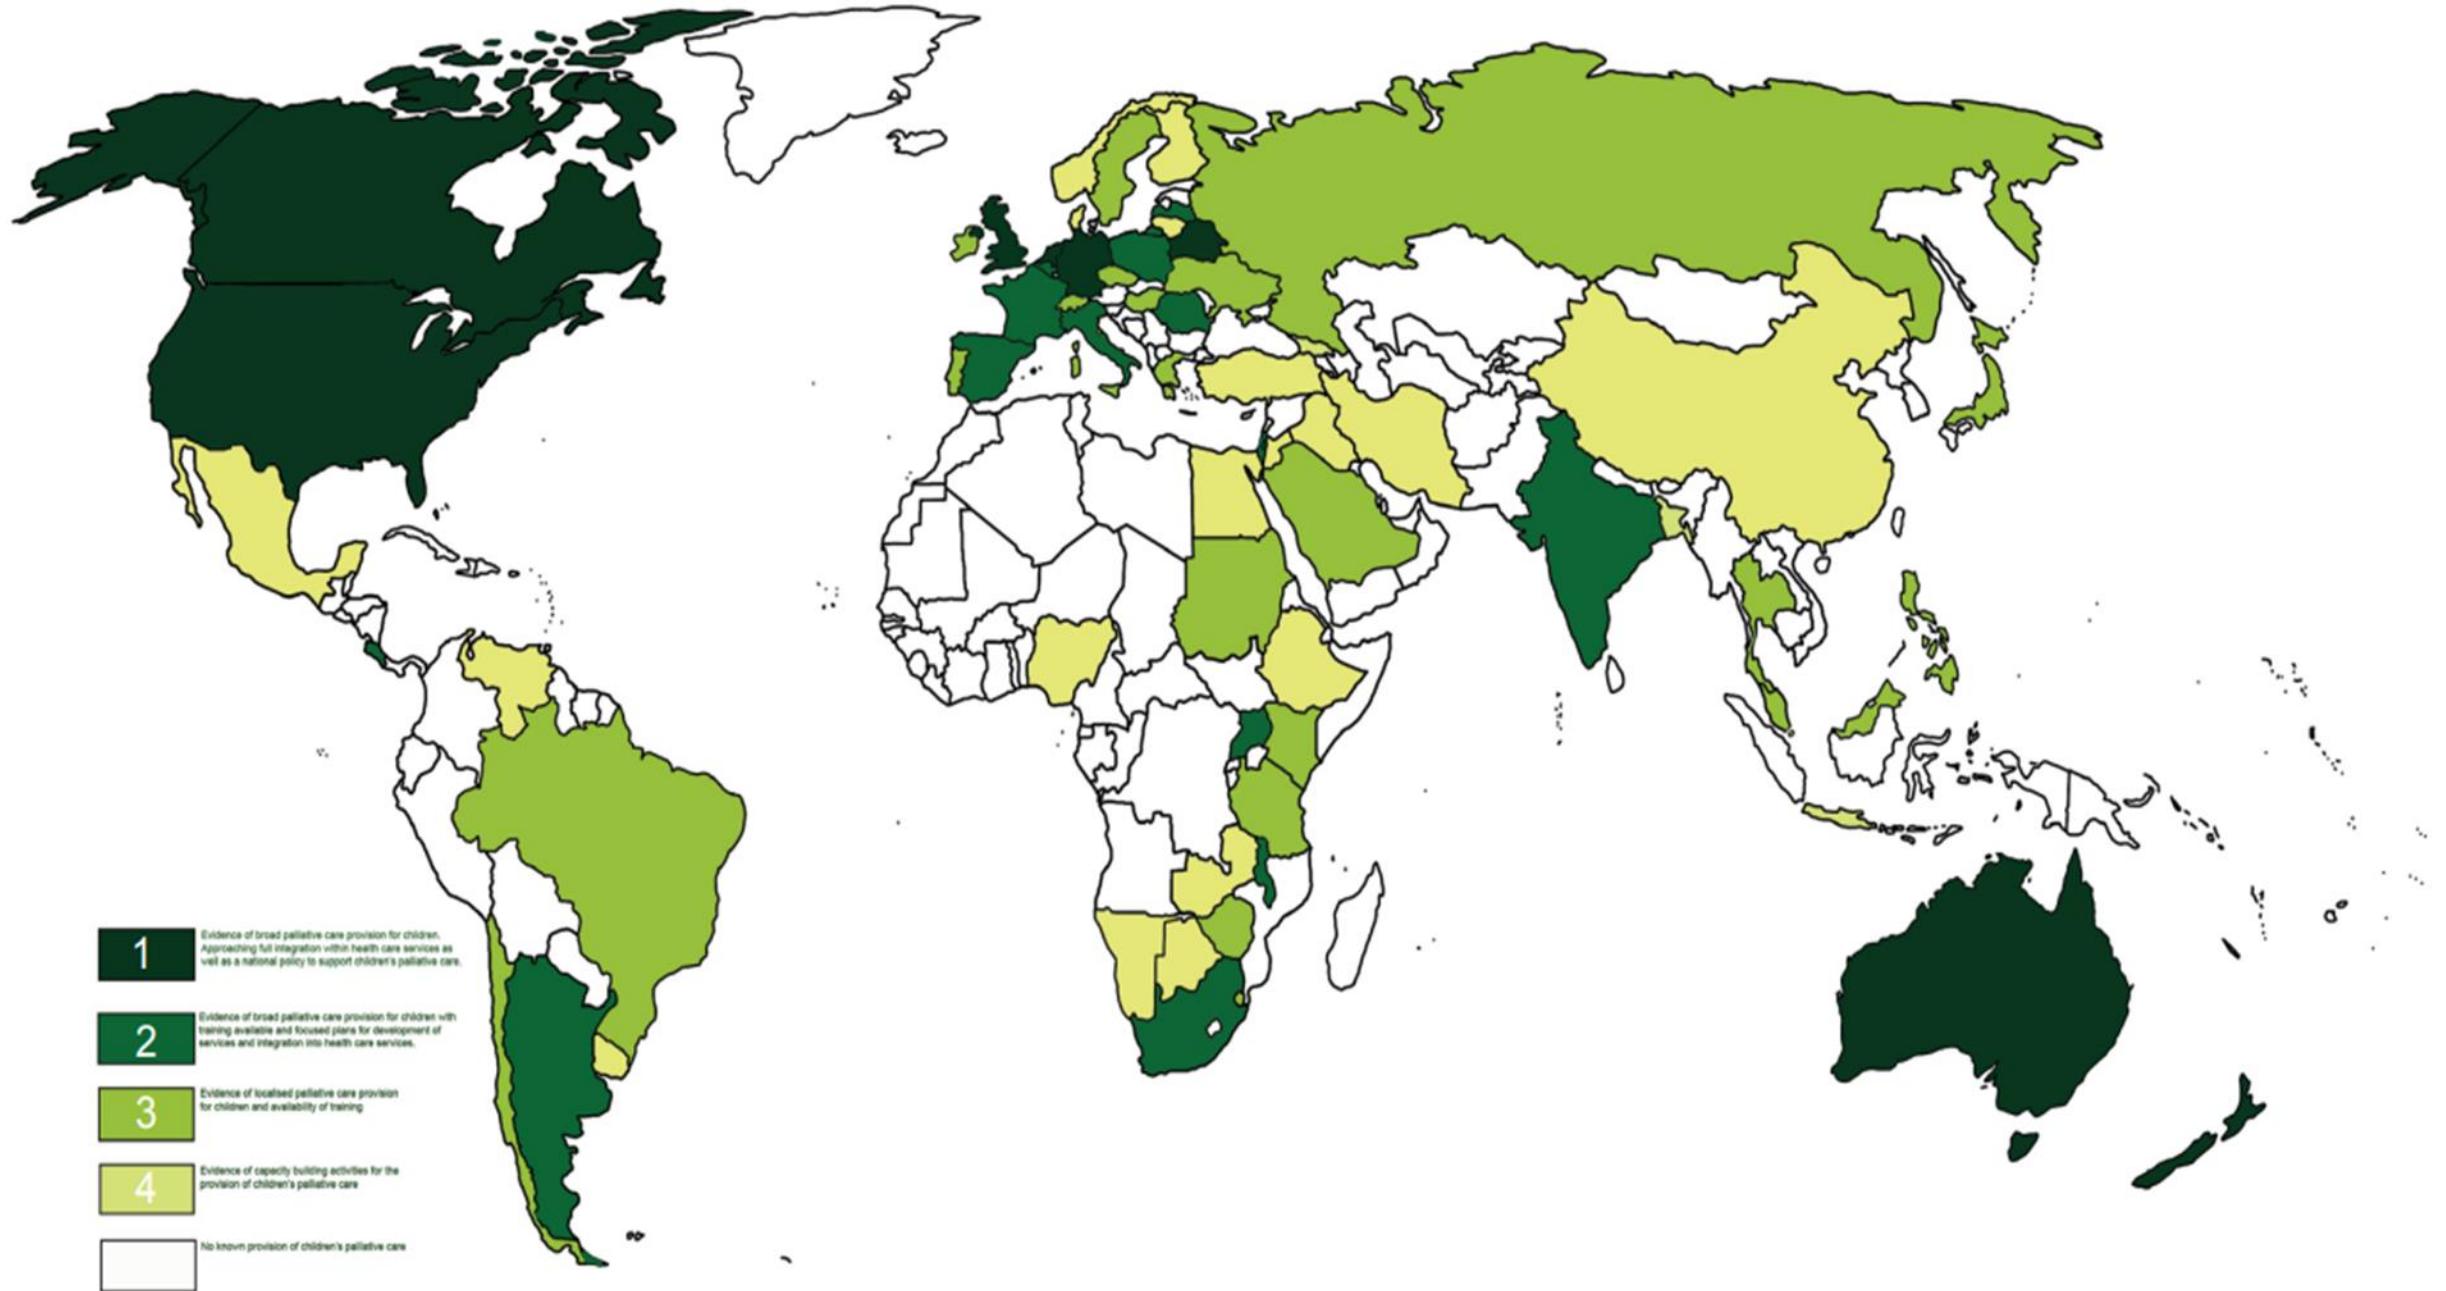 1
Evidence of broad palliative care provision for children.
Approaching full integration within health care services as
well as a national policy to support children's palliative care.
2
Evidence of broad palliative care provision for children with
training available and focused plans for development of
services and integration into health care services.
3
Evidence of localised palliative care provision
for children and availability of training
4
Evidence of capacity building activities for the
provision of children's palliative care
No known provision of children's palliative care